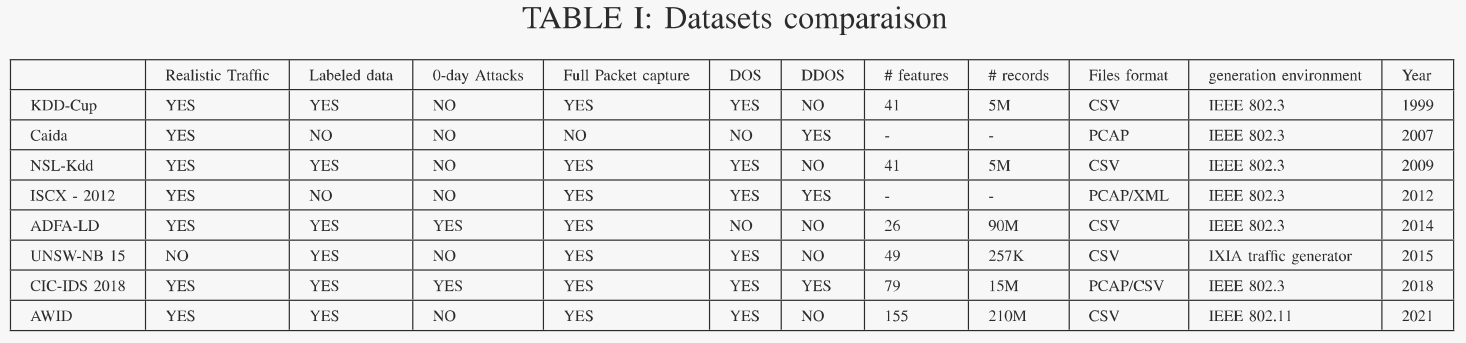 TABLE I: Datasets comparaison
Realistic Traffic Labeled data 0-day Attacks Full Packet capture DOS DDOS # features # records Files format generation environment Year
KDD-Cup YES YES NO YES YES NO 41 5M CSV IEEE 802.3 1999
Caida YES NO NO NO NO YES - - PCAP IEEE 802.3 2007
NSL-Kdd YES YES NO YES YES NO 41 5M CSV IEEE 802.3 2009
ISCX - 2012 YES NO NO YES YES YES - - PCAP/XML IEEE 802.3 2012
ADFA-LD YES YES YES YES NO NO 26 90M CSV IEEE 802.3 2014
UNSW-NB 15 NO YES NO YES YES NO 49 257K CSV IXIA traffic generator 2015
CIC-IDS 2018 YES YES YES YES YES YES 79 15M PCAP/CSV IEEE 802.3 2018
AWID YES YES NO YES YES NO 155 210M CSV IEEE 802.11 2021